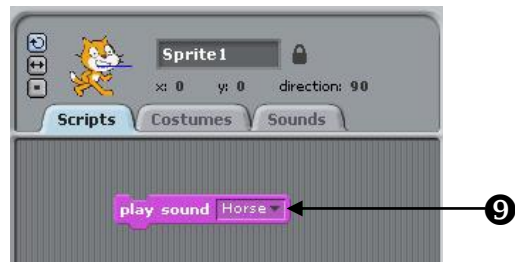 Sprite1
x: 0 y: 0 direction: 90
Scripts Costumes Sounds
play sound Horse
9